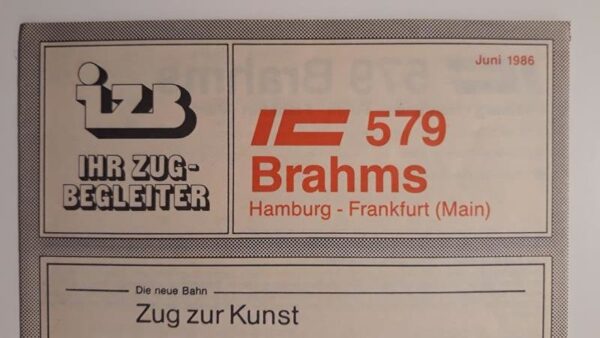 izb
IHR ZUG-
BEGLEITER
Juni 1986
IC 579
Brahms
Hamburg - Frankfurt (Main)
Die neue Bahn
Zug zur Kunst